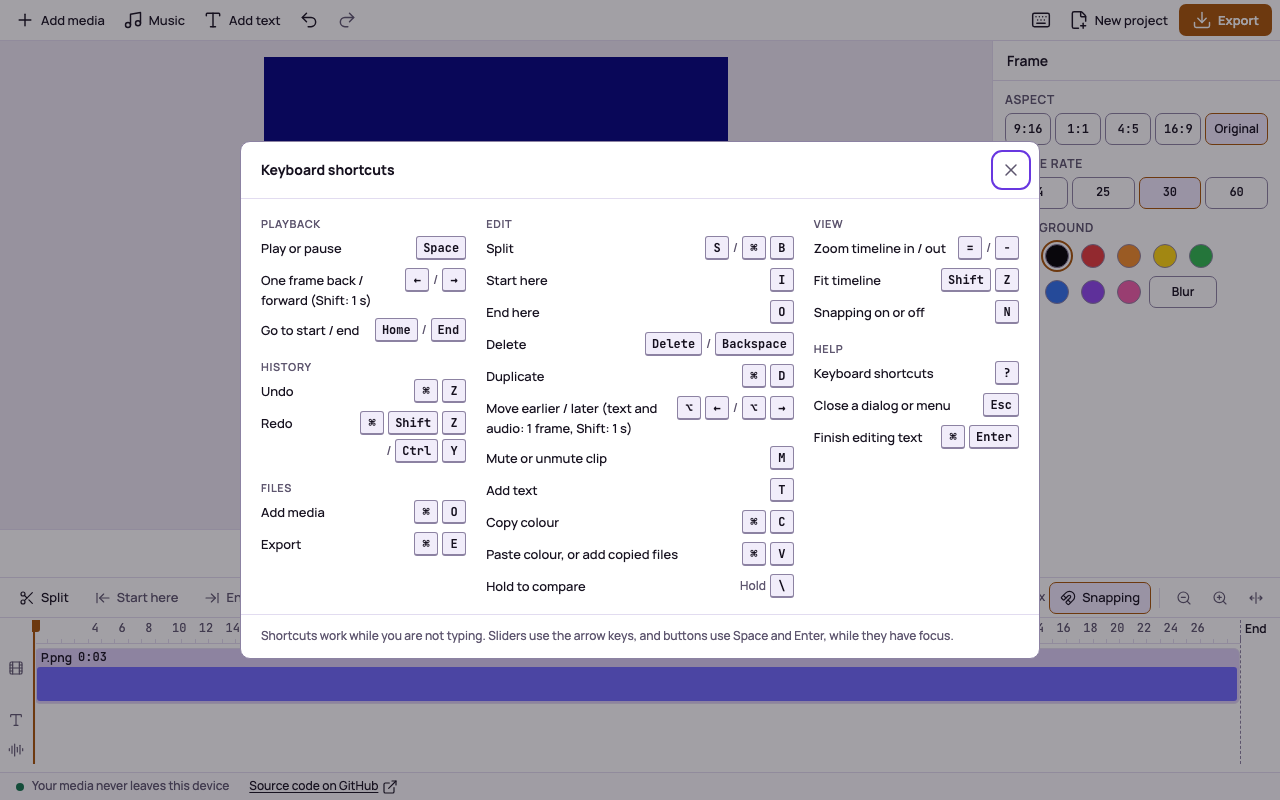 Add media
Music
Add text
New project
Export
Frame
ASPECT
9:16
1:1
4:5
16:9
Original
E RATE
25
30
60
GROUND
Blur
Keyboard shortcuts
PLAYBACK
Play or pause Space
One frame back / ← / →
forward (Shift: 1 s)
Go to start / end Home / End
HISTORY
Undo ⌘ Z
Redo ⌘ Shift Z
/ Ctrl Y
FILES
Add media ⌘ O
Export ⌘ E
EDIT
Split S / ⌘ B
Start here I
End here O
Delete Delete / Backspace
Duplicate ⌘ D
Move earlier / later (text and ⌥ ← / ⌥ →
audio: 1 frame, Shift: 1 s)
Mute or unmute clip M
Add text T
Copy colour ⌘ C
Paste colour, or add copied files ⌘ V
Hold to compare Hold \
VIEW
Zoom timeline in / out = / -
Fit timeline Shift Z
Snapping on or off N
HELP
Keyboard shortcuts ?
Close a dialog or menu Esc
Finish editing text ⌘ Enter
Shortcuts work while you are not typing. Sliders use the arrow keys, and buttons use Space and Enter, while they have focus.
Split
Start here
En
x
Snapping
4 6 8 10 12 14
16 18 20 22 24 26
End
P.png 0:03
Your media never leaves this device
Source code on GitHub